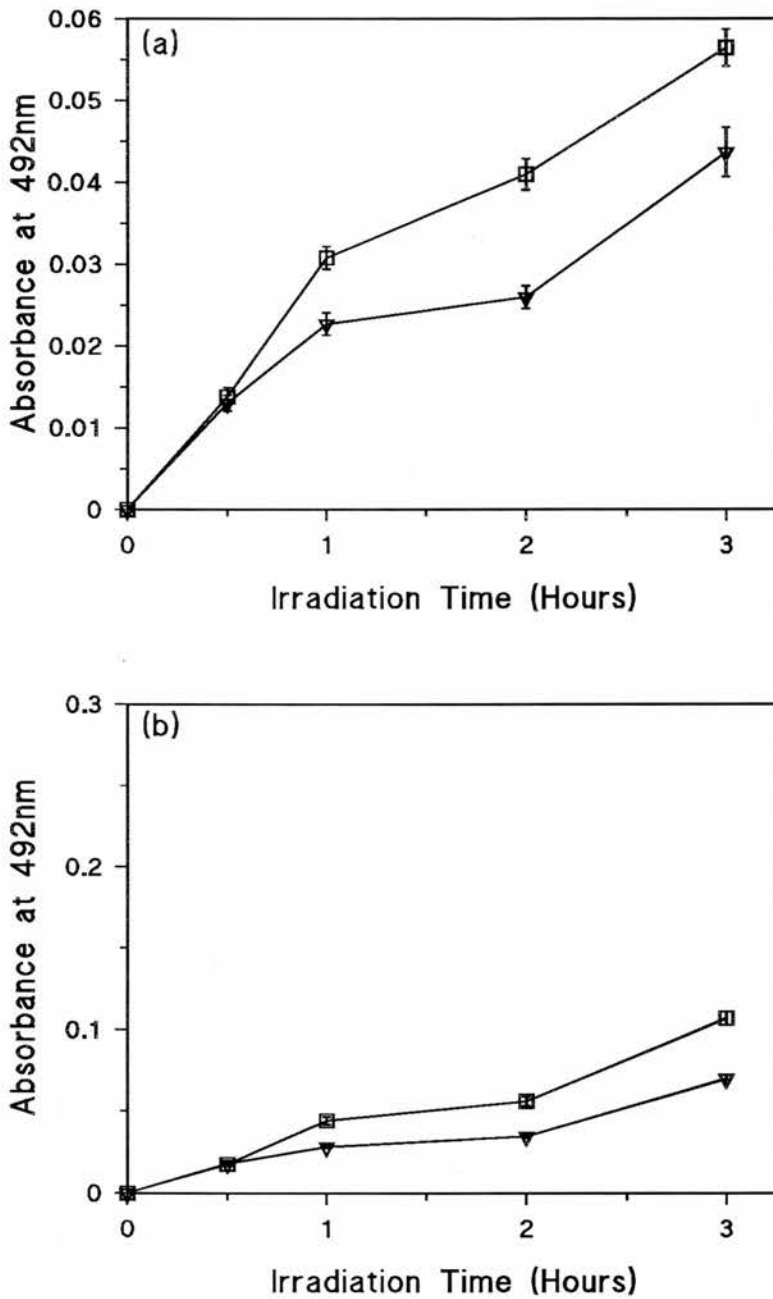 (a)
Absorbance at 492nm
0.06
0.05
0.04
0.03
0.02
0.01
0
0 1 2 3
Irradiation Time (Hours)
(b)
Absorbance at 492nm
0.3
0.2
0.1
0
0 1 2 3
Irradiation Time (Hours)